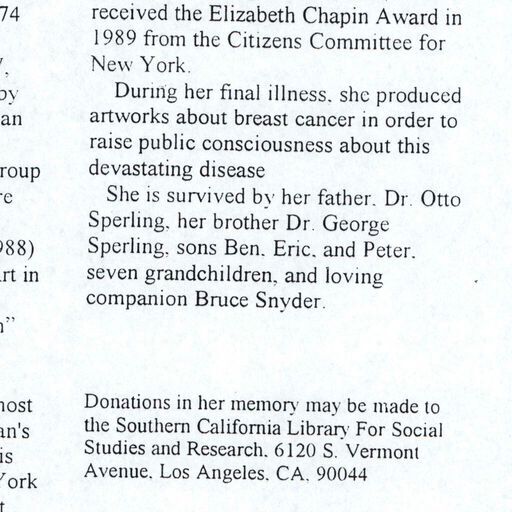 74
',
by
an
roup
re
988)
rt in
n"
nost
an's
is
York
t
received the Elizabeth Chapin Award in
1989 from the Citizens Committee for
New York.
During her final illness, she produced
artworks about breast cancer in order to
raise public consciousness about this
devastating disease
She is survived by her father, Dr. Otto
Sperling, her brother Dr. George
Sperling, sons Ben, Eric, and Peter,
seven grandchildren, and loving
companion Bruce Snyder.
Donations in her memory may be made to
the Southern California Library For Social
Studies and Research, 6120 S. Vermont
Avenue, Los Angeles, CA, 90044